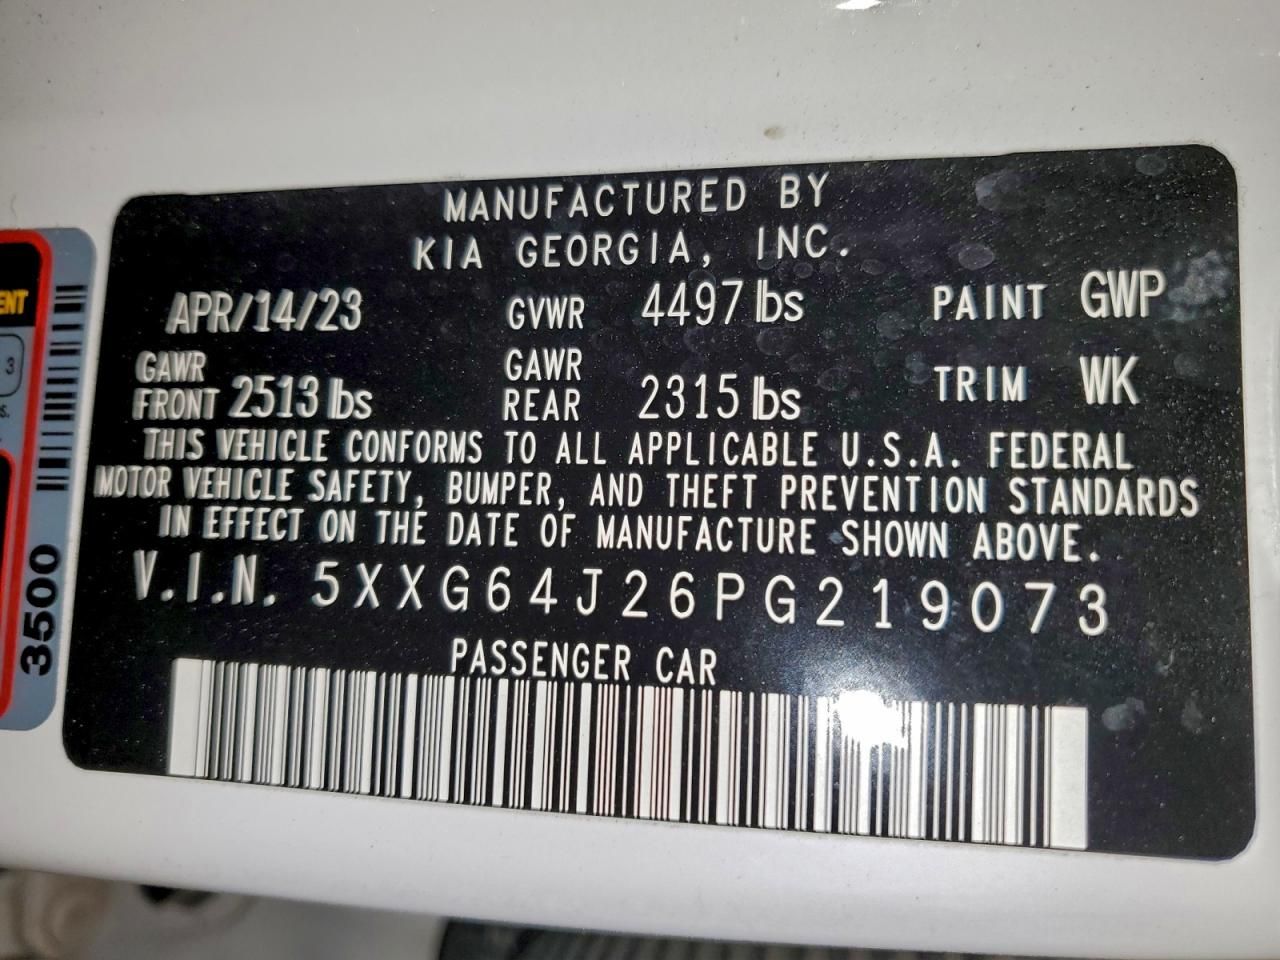 MANUFACTURED BY
KIA GEORGIA, INC.
APR/14/23 GVWR 4497 lbs PAINT GWP
GAWR FRONT 2513 lbs GAWR REAR 2315 lbs TRIM WK
THIS VEHICLE CONFORMS TO ALL APPLICABLE U.S.A. FEDERAL
MOTOR VEHICLE SAFETY, BUMPER, AND THEFT PREVENTION STANDARDS
IN EFFECT ON THE DATE OF MANUFACTURE SHOWN ABOVE.
V.I.N. 5XXG64J26PG219073
PASSENGER CAR
3500
3